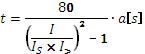 t = 80 / ((I / (I_S × I_>))^2 − 1) · a[s]